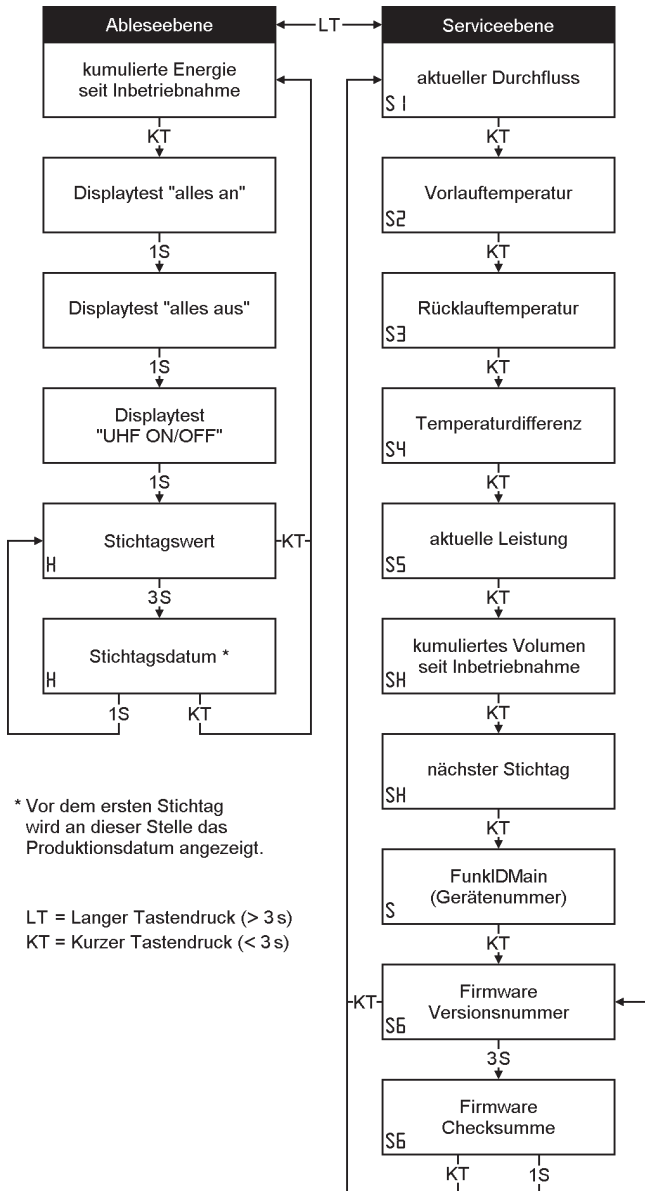 Ableseebene
LT
Serviceebene
kumulierte Energie
seit Inbetriebnahme
KT
Displaytest "alles an"
1S
Displaytest "alles aus"
1S
Displaytest
"UHF ON/OFF"
1S
Stichtagswert
H
KT
3S
Stichtagsdatum *
H
1S
KT
* Vor dem ersten Stichtag
wird an dieser Stelle das
Produktionsdatum angezeigt.
LT = Langer Tastendruck (> 3 s)
KT = Kurzer Tastendruck (< 3 s)
aktueller Durchfluss
S1
KT
Vorlauftemperatur
S2
KT
Rücklauftemperatur
S3
KT
Temperaturdifferenz
S4
KT
aktuelle Leistung
S5
KT
kumuliertes Volumen
seit Inbetriebnahme
SH
KT
nächster Stichtag
SH
KT
FunkIDMain
(Gerätenummer)
S
KT
Firmware
Versionsnummer
S6
KT
3S
Firmware
Checksumme
S6
KT
1S